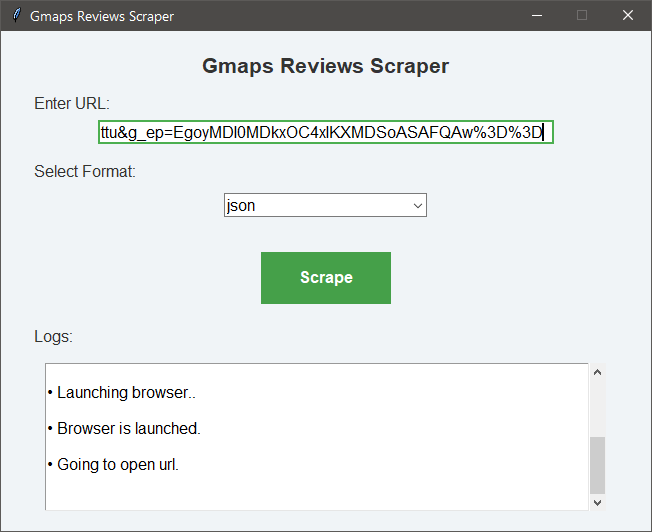 Gmaps Reviews Scraper
Gmaps Reviews Scraper
Enter URL:
ttu&g_ep=EgoyMDI0MDkxOC4xIKXMDSoASAFQAw%3D%3D
Select Format:
json
Scrape
Logs:
• Launching browser..
• Browser is launched.
• Going to open url.